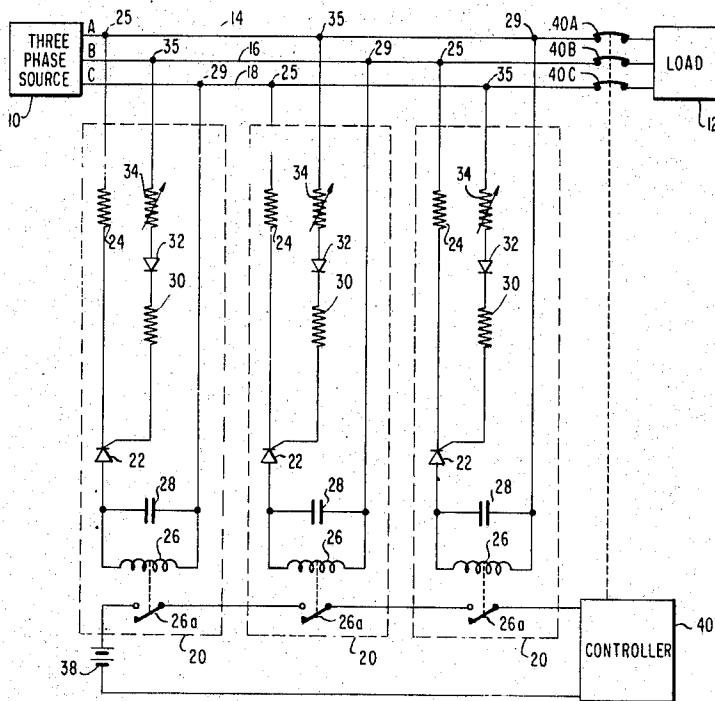 25 14 35 29 40A
THREE PHASE SOURCE A B C
35 16 29 25 40B
LOAD
29 18 25 35 40C
10 12
34 34 34
24 32 24 32 24 32
30 30 30
22 22 22
28 28 28
26 26 26
26a 26a 26a
20 20 20
38
CONTROLLER 40